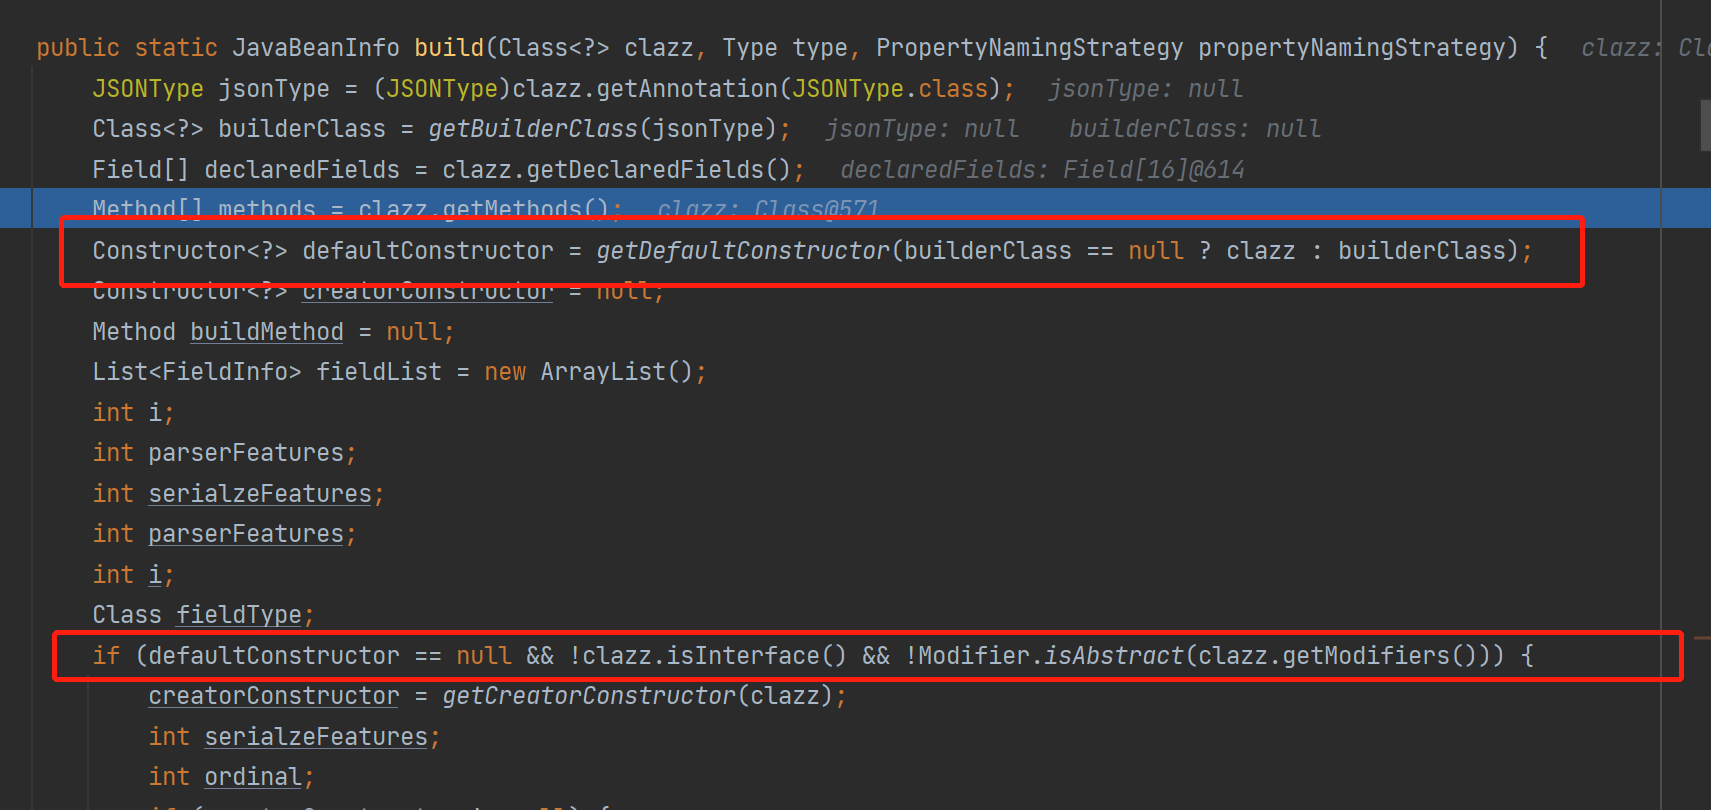 public static JavaBeanInfo build(Class<?> clazz, Type type, PropertyNamingStrategy propertyNamingStrategy) {  clazz:
JSONType jsonType = (JSONType)clazz.getAnnotation(JSONType.class);  jsonType: null
Class<?> builderClass = getBuilderClass(jsonType);  jsonType: null  builderClass: null
Field[] declaredFields = clazz.getDeclaredFields();  declaredFields: Field[16]@614
Method[] methods = clazz.getMethods();  clazz: Class@571
Constructor<?> defaultConstructor = getDefaultConstructor(builderClass == null ? clazz : builderClass);
Constructor<?> creatorConstructor = null;
Method buildMethod = null;
List<FieldInfo> fieldList = new ArrayList();
int i;
int parserFeatures;
int serialzeFeatures;
int parserFeatures;
int i;
Class fieldType;
if (defaultConstructor == null && !clazz.isInterface() && !Modifier.isAbstract(clazz.getModifiers())) {
creatorConstructor = getCreatorConstructor(clazz);
int serialzeFeatures;
int ordinal;